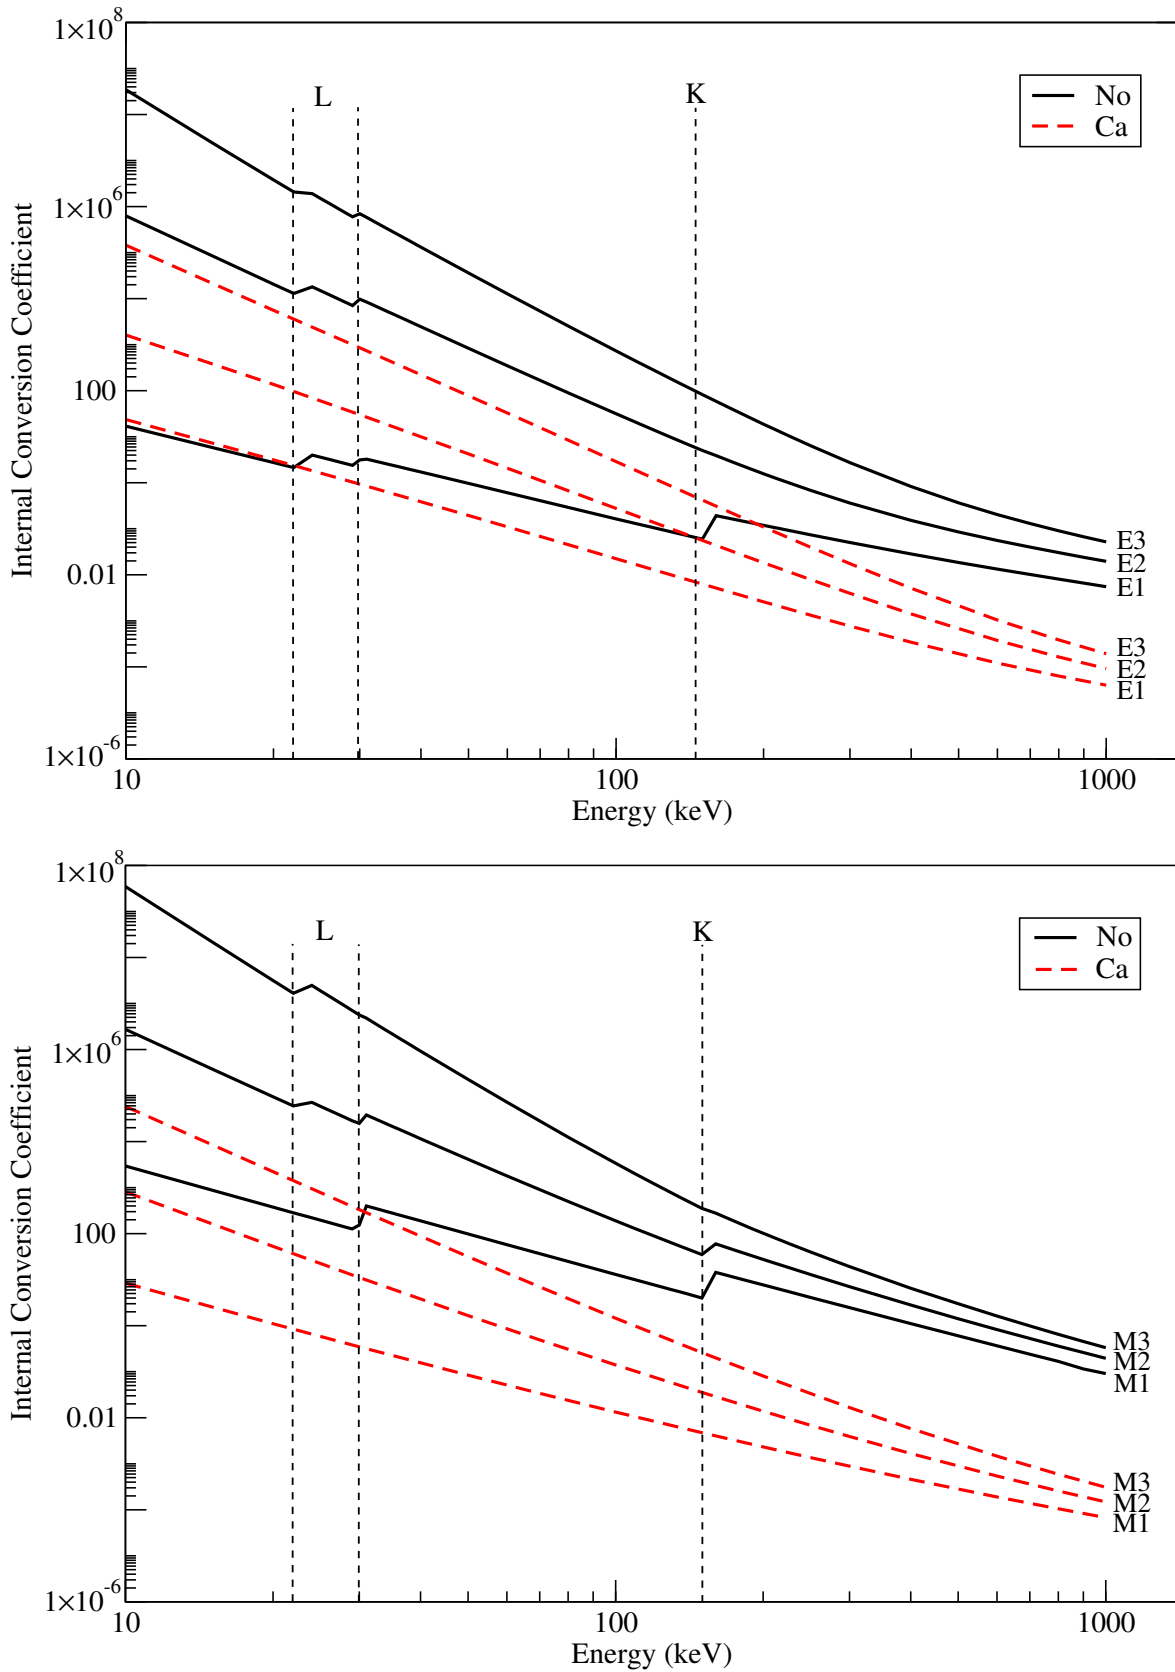 1×10^8
L
K
No
Ca
1×10^6
100
0.01
1×10^-6
Internal Conversion Coefficient
E3
E2
E1
E3
E2
E1
10
100
1000
Energy (keV)
1×10^8
L
K
No
Ca
1×10^6
100
0.01
1×10^-6
Internal Conversion Coefficient
M3
M2
M1
M3
M2
M1
10
100
1000
Energy (keV)